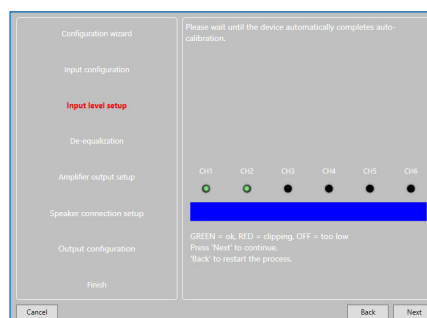 Configuration wizard
Input configuration
Input level setup
De-equalization
Amplifier output setup
Speaker connection setup
Output configuration
Finish
Please wait until the device automatically completes auto-
calibration.
CH1 CH2 CH3 CH4 CH5 CH6
GREEN = ok, RED = clipping, OFF = too low
Press 'Next' to continue.
'Back' to restart the process.
Cancel Back Next